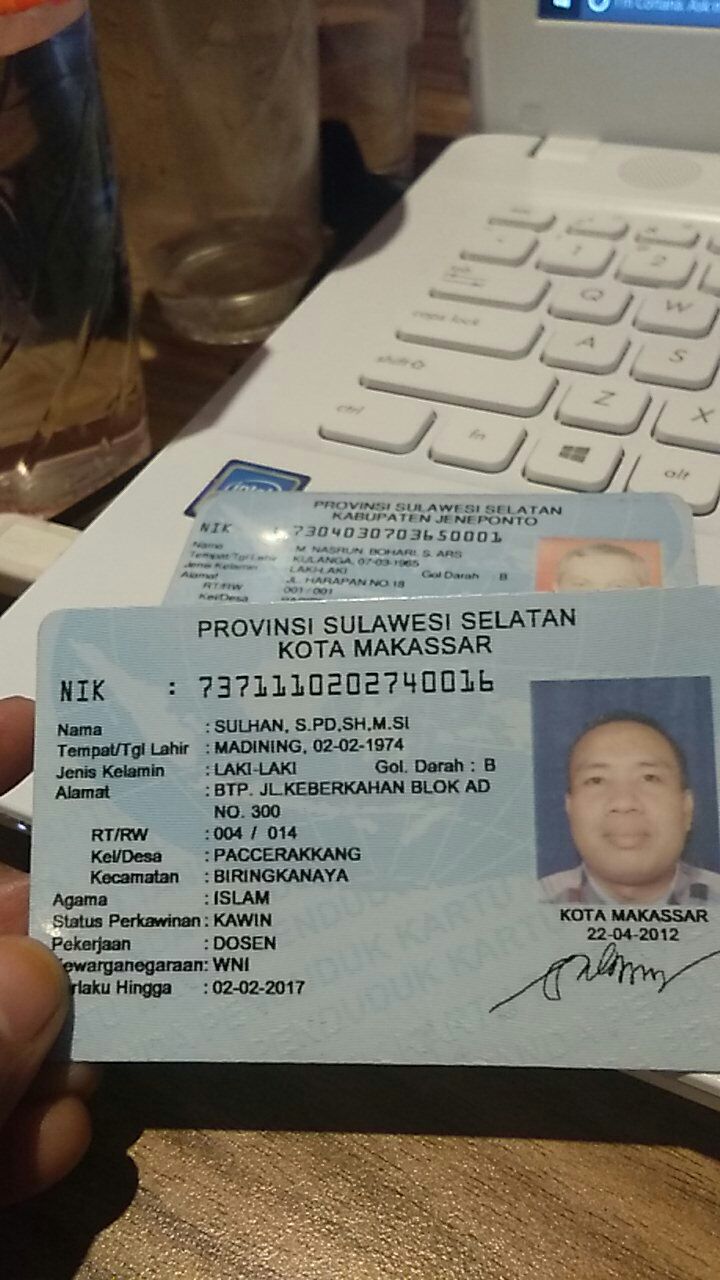 I'm Cortana. Ask
1
2
Q
W
caps lock
A
S
shift
Z
X
ctrl
fn
alt
intel
PROVINSI SULAWESI SELATAN
KABUPATEN JENEPONTO
NIK : 7304030703650001
Nama M. NASRUN BOHARI, S. ARS
Tempat/Tgl Lahir KULANGA, 07-03-1965
Jenis Kelamin LAKI-LAKI Gol.Darah : B
Alamat JL. HARAPAN NO.18
RT/RW 001 / 001
Kel/Desa
PROVINSI SULAWESI SELATAN
KOTA MAKASSAR
NIK : 7371110202740016
Nama : SULHAN, S.PD,SH,M.SI
Tempat/Tgl Lahir : MADINING, 02-02-1974
Jenis Kelamin : LAKI-LAKI Gol. Darah : B
Alamat : BTP. JL.KEBERKAHAN BLOK AD
NO. 300
RT/RW : 004 / 014
Kel/Desa : PACCERAKKANG
Kecamatan : BIRINGKANAYA
Agama : ISLAM
Status Perkawinan : KAWIN
Pekerjaan : DOSEN
ewarganegaraan : WNI
rlaku Hingga : 02-02-2017
KOTA MAKASSAR
22-04-2012